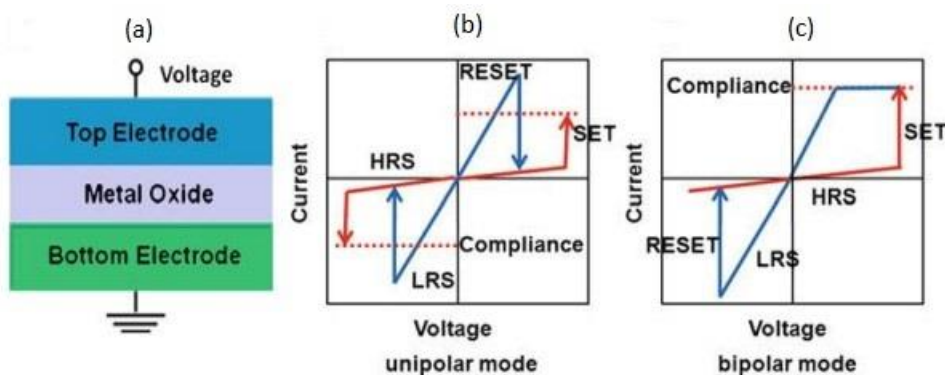 (a)
Voltage
Top Electrode
Metal Oxide
Bottom Electrode
(b)
RESET
SET
HRS
Current
Compliance
LRS
Voltage
unipolar mode
(c)
Compliance
SET
Current
HRS
RESET
LRS
Voltage
bipolar mode